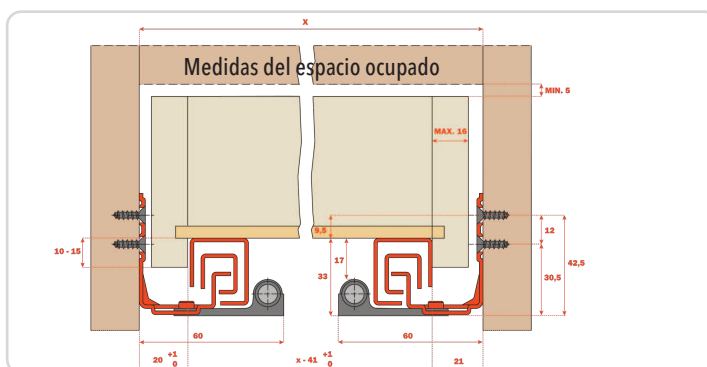 X
Medidas del espacio ocupado
MIN. 5
MAX. 16
9,5
12
10 - 15
17
33
42,5
30,5
60
60
20 +1 0
x - 41 +1 0
21